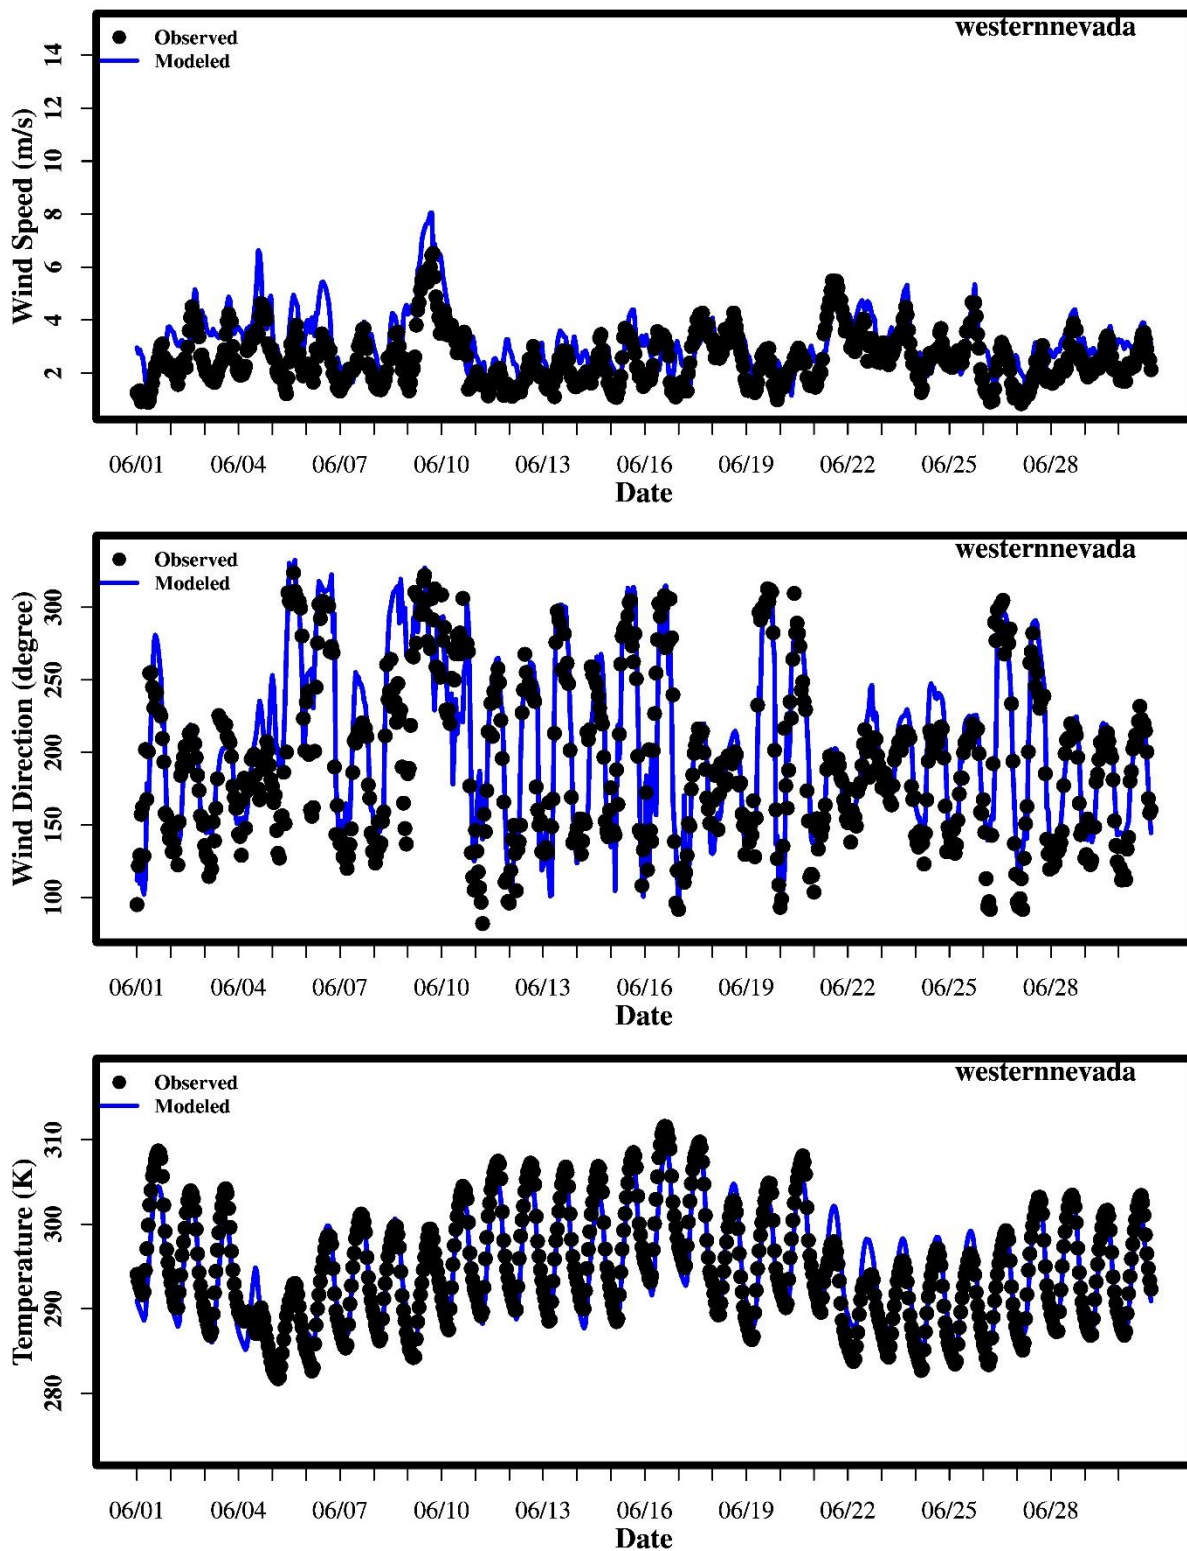 westernnevada
Observed
Modeled
Wind Speed (m/s)
14
12
10
8
6
4
2
06/01 06/04 06/07 06/10 06/13 06/16 06/19 06/22 06/25 06/28
Date
westernnevada
Observed
Modeled
Wind Direction (degree)
300
250
200
150
100
06/01 06/04 06/07 06/10 06/13 06/16 06/19 06/22 06/25 06/28
Date
westernnevada
Observed
Modeled
Temperature (K)
310
300
290
280
06/01 06/04 06/07 06/10 06/13 06/16 06/19 06/22 06/25 06/28
Date